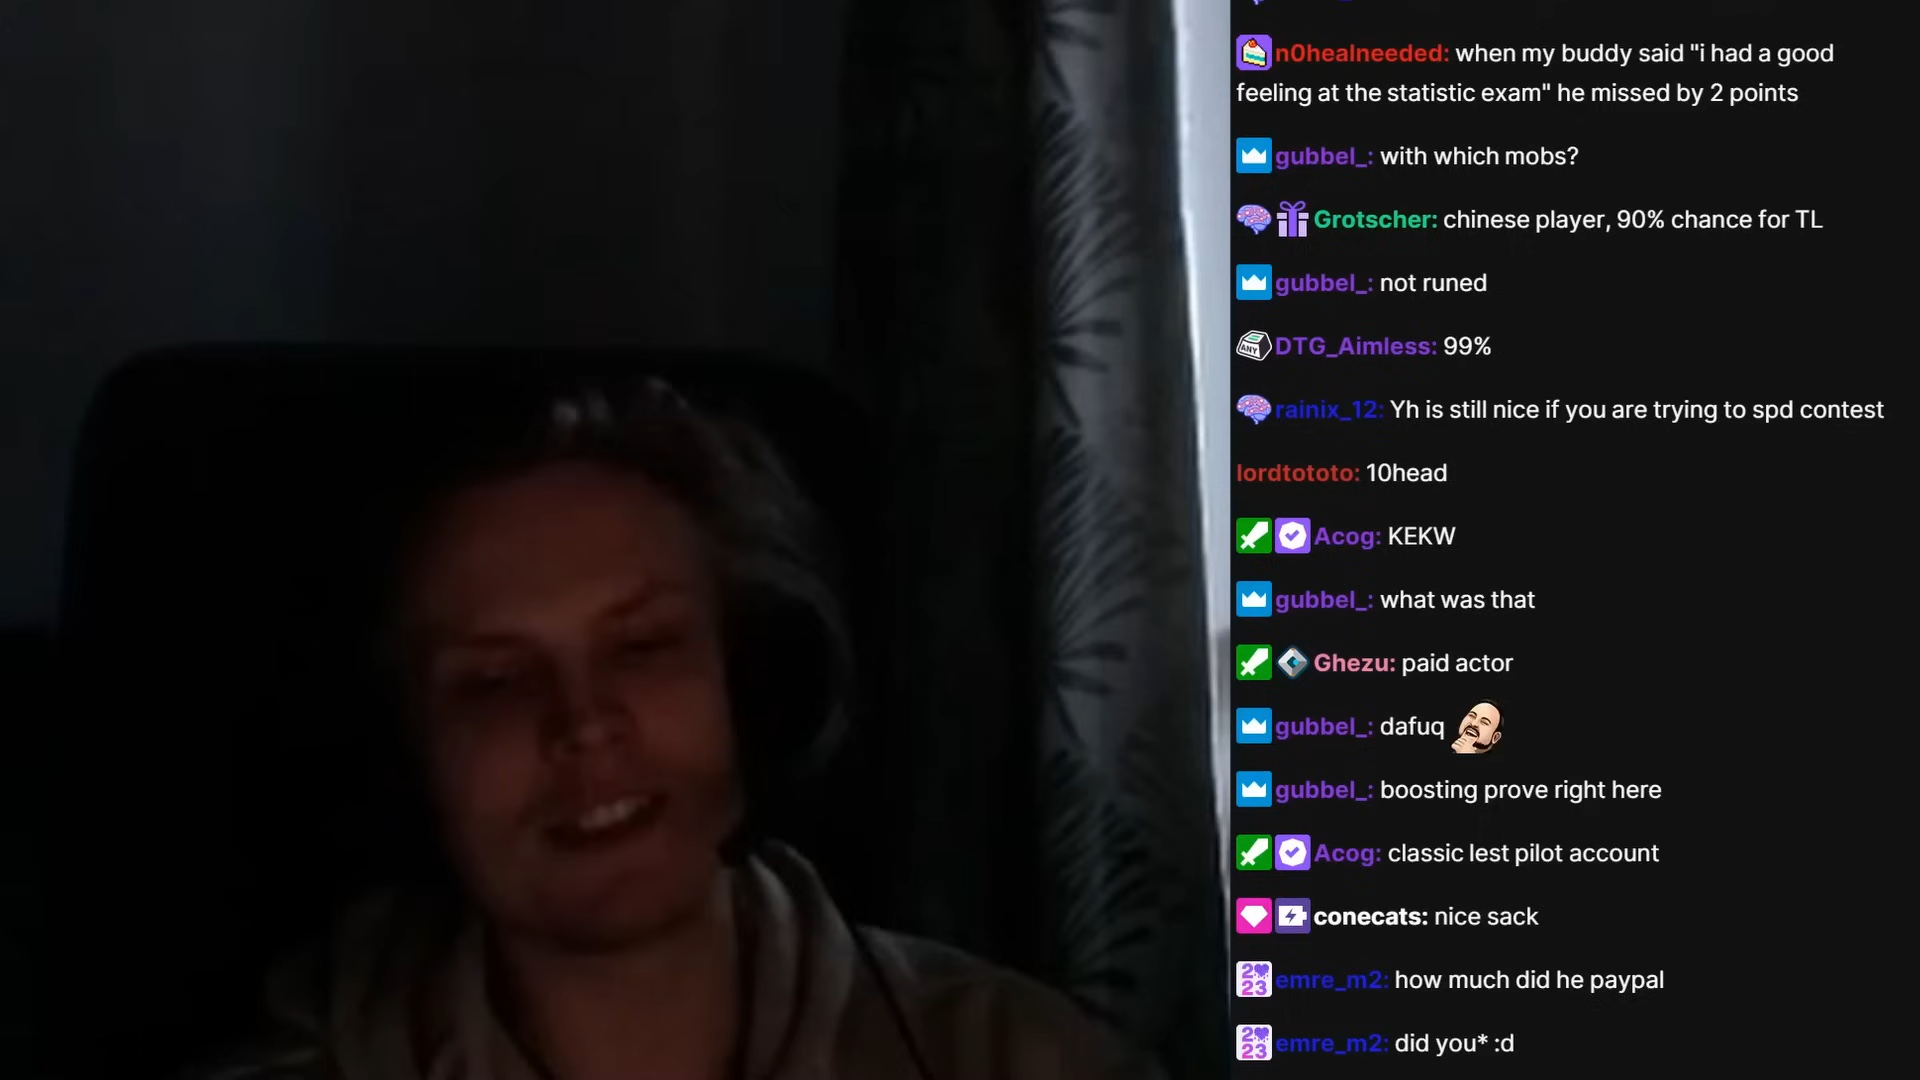 n0healneeded: when my buddy said "i had a good
feeling at the statistic exam" he missed by 2 points
gubbel_: with which mobs?
Grotscher: chinese player, 90% chance for TL
gubbel_: not runed
ANY DTG_Aimless: 99%
rainix_12: Yh is still nice if you are trying to spd contest
lordtototo: 10head
Acog: KEKW
gubbel_: what was that
Ghezu: paid actor
gubbel_: dafuq
gubbel_: boosting prove right here
Acog: classic lest pilot account
conecats: nice sack
2023 emre_m2: how much did he paypal
2023 emre_m2: did you* :d